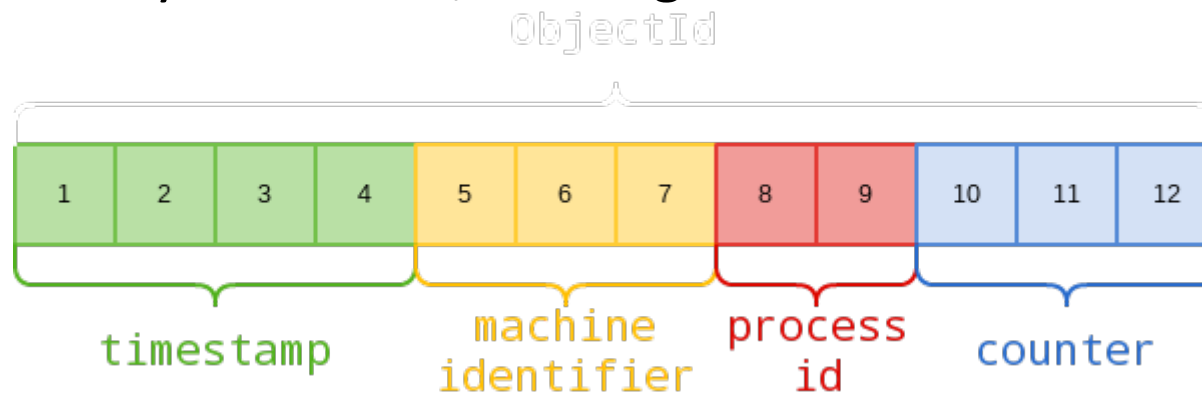 ObjectId
1 2 3 4 5 6 7 8 9 10 11 12
timestamp machine identifier process id counter